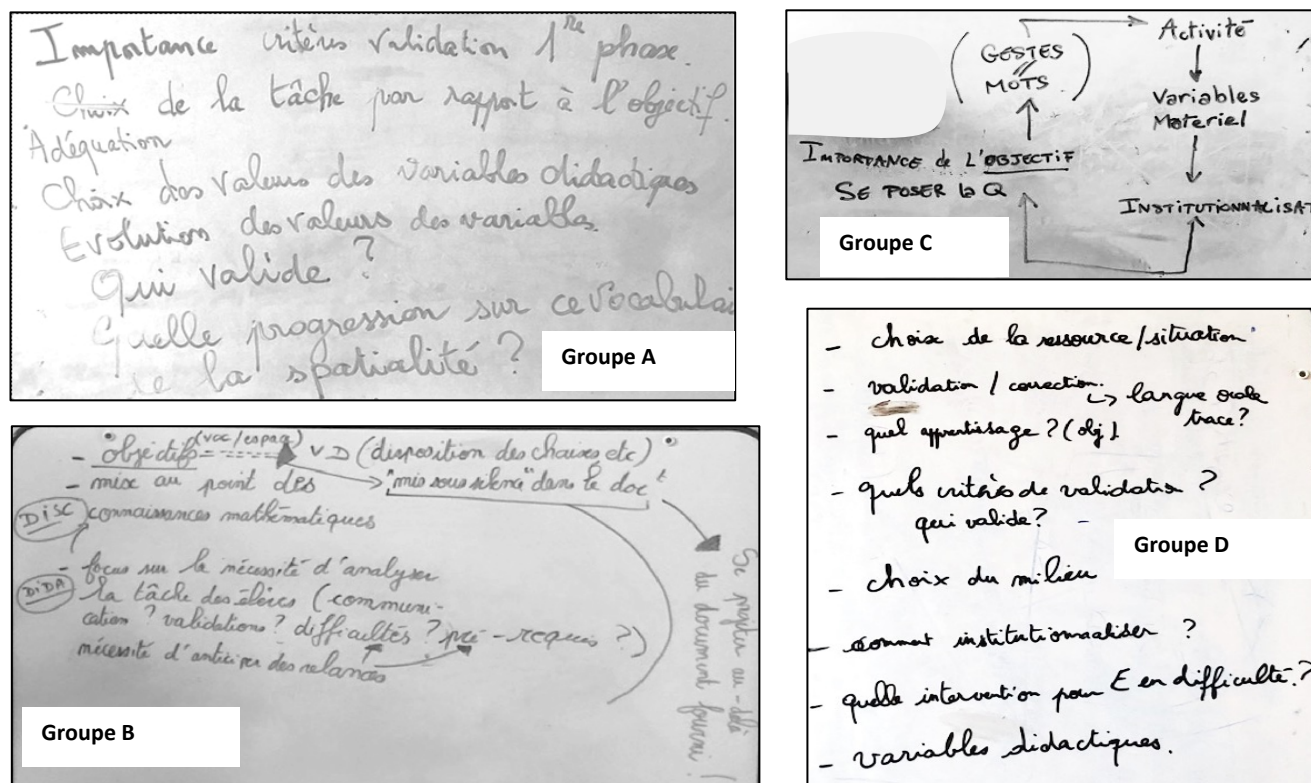 Importance critères validation 1re phase.
Choix de la tâche par rapport à l'objectif.
Adéquation
Choix des valeurs des variables didactiques
Evolution des valeurs des variables.
Qui valide ?
Quelle progression sur ce vocabulai
de la spatialité ?
Groupe A
GESTES
//
MOTS
Activité
Variables
Materiel
IMPORTANCE de L'OBJECTIF
SE POSER la Q
INSTITUTIONNALISAT
Groupe C
- objectifs (voc/espace) VD (disposition des chaises etc)
- mise au point des
"mis sous silence" dans le doct
DISC connaissances mathématiques
- focus sur la nécessité d'analyser
DIDA la tâche des élèves (communi-
cation ? validations ? difficultés ? pré-requis ?)
nécessité d'anticiper des relances
Se projeter au-delà
du document fourni !
Groupe B
- choix de la ressource/situation
- validation / correction. langue orale
trace?
- quel apprentissage ? (obj)
- quels critères de validation ?
qui valide?
Groupe D
- choix du milieu
- comment institutionnaliser ?
- quelle intervention pour E en difficulté ?
- variables didactiques.